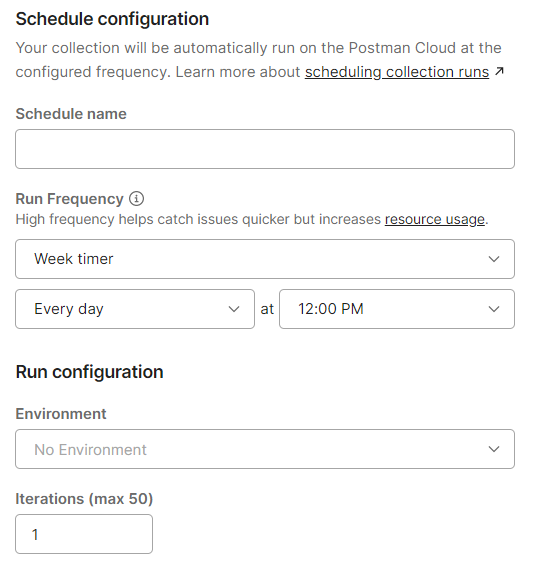 Schedule configuration
Your collection will be automatically run on the Postman Cloud at the
configured frequency. Learn more about scheduling collection runs ↗
Schedule name
Run Frequency
High frequency helps catch issues quicker but increases resource usage.
Week timer
Every day at 12:00 PM
Run configuration
Environment
No Environment
Iterations (max 50)
1